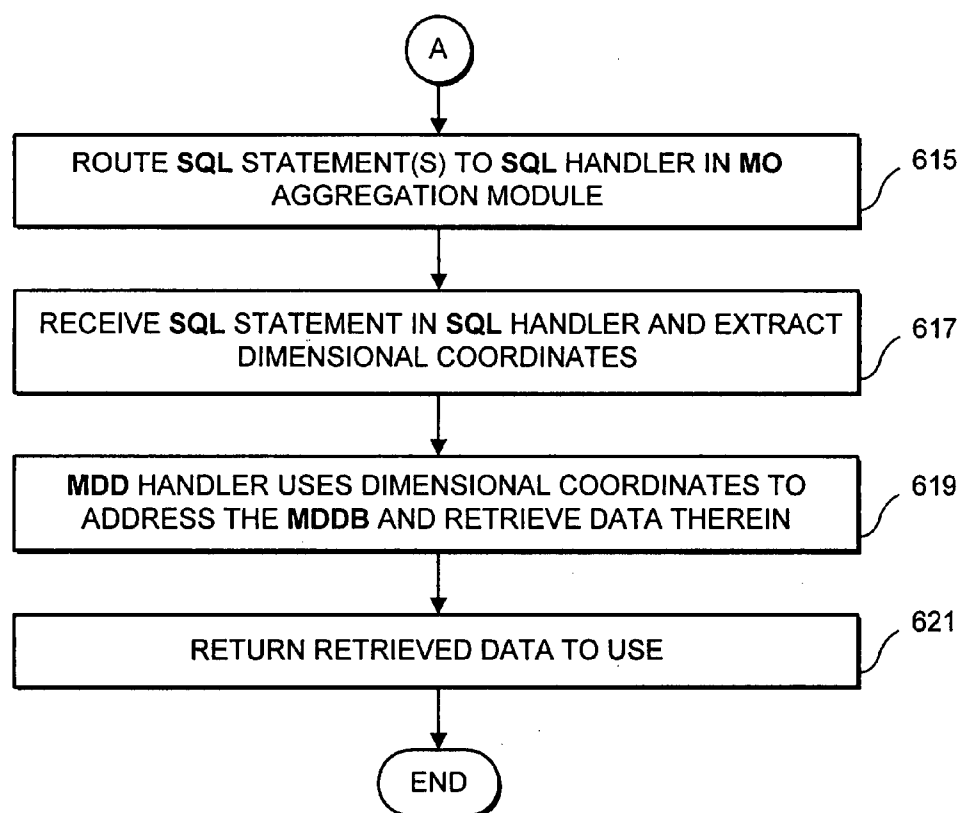 A
ROUTE SQL STATEMENT(S) TO SQL HANDLER IN MO
AGGREGATION MODULE
615
RECEIVE SQL STATEMENT IN SQL HANDLER AND EXTRACT
DIMENSIONAL COORDINATES
617
MDD HANDLER USES DIMENSIONAL COORDINATES TO
ADDRESS THE MDDB AND RETRIEVE DATA THEREIN
619
RETURN RETRIEVED DATA TO USE
621
END